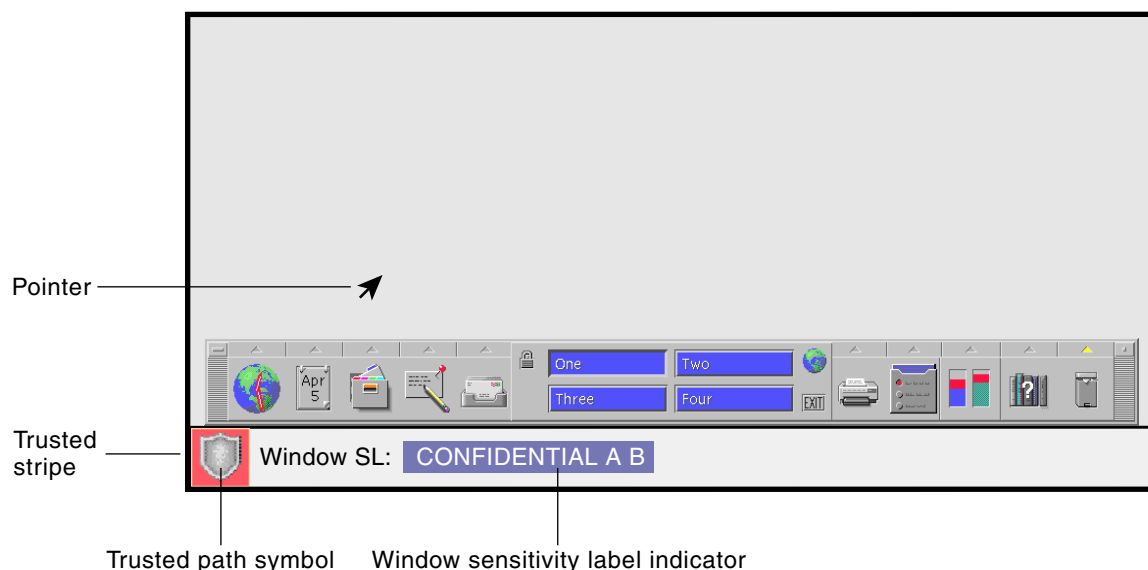 Pointer
One
Two
Apr
5
?
Three
Four
EXIT
Trusted
stripe
Window SL: CONFIDENTIAL A B
Trusted path symbol
Window sensitivity label indicator